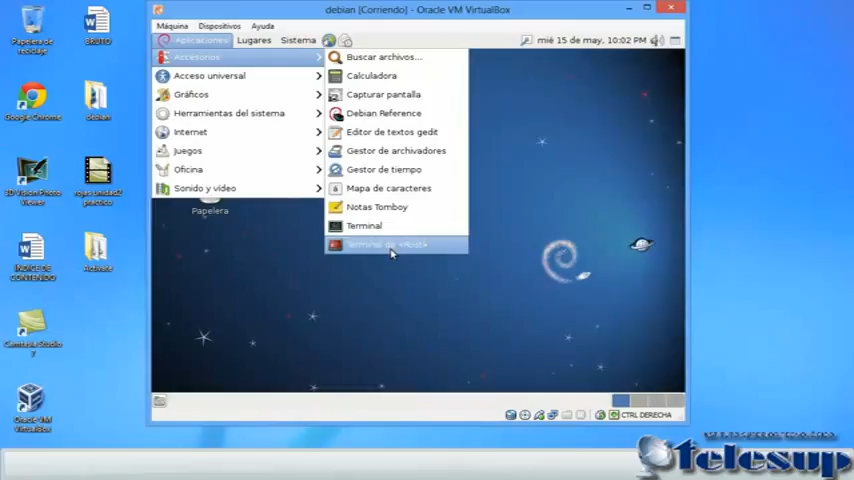 debian [Corriendo] - Oracle VM VirtualBox
Máquina Dispositivos Ayuda
Aplicaciones Lugares Sistema
mié 15 de may, 10:02 PM
Accesorios
Acceso universal
Gráficos
Herramientas del sistema
Internet
Juegos
Oficina
Sonido y vídeo
Buscar archivos...
Calculadora
Capturar pantalla
Debian Reference
Editor de textos gedit
Gestor de archivadores
Gestor de tiempo
Mapa de caracteres
Notas Tomboy
Terminal
Terminal de «Root»
Papelera
CTRL DERECHA
Papelera de
reciclaje
BRUTO
Google Chrome
debian
3D Vision Photo
Viewer
rojas Unidad2
practico
INDICE DE
CONTENIDO
Activate
Camtasia Studio
7
Oracle VM
VirtualBox
telesup